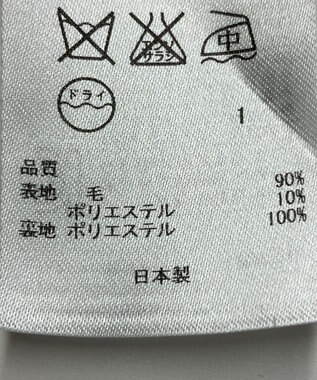 エンソ
サラシ
中
ドライ
1
品質
表地 毛 90%
ポリエステル 10%
裏地 ポリエステル 100%
日本製